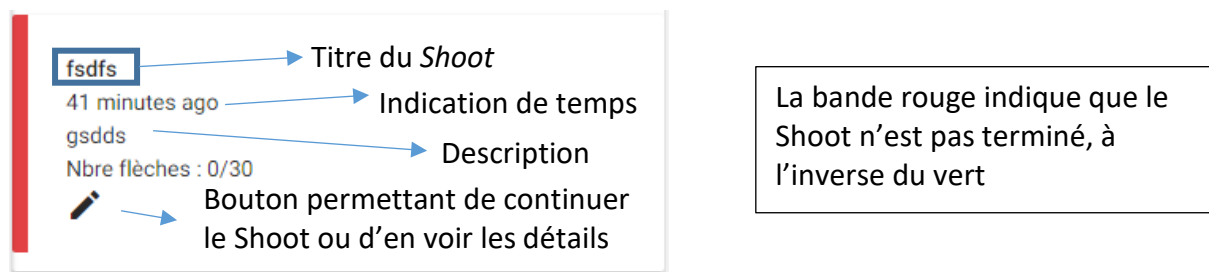 fsdfs
Titre du Shoot
41 minutes ago
Indication de temps
gsdds
Description
Nbre flèches : 0/30
Bouton permettant de continuer
le Shoot ou d’en voir les détails
La bande rouge indique que le
Shoot n’est pas terminé, à
l’inverse du vert